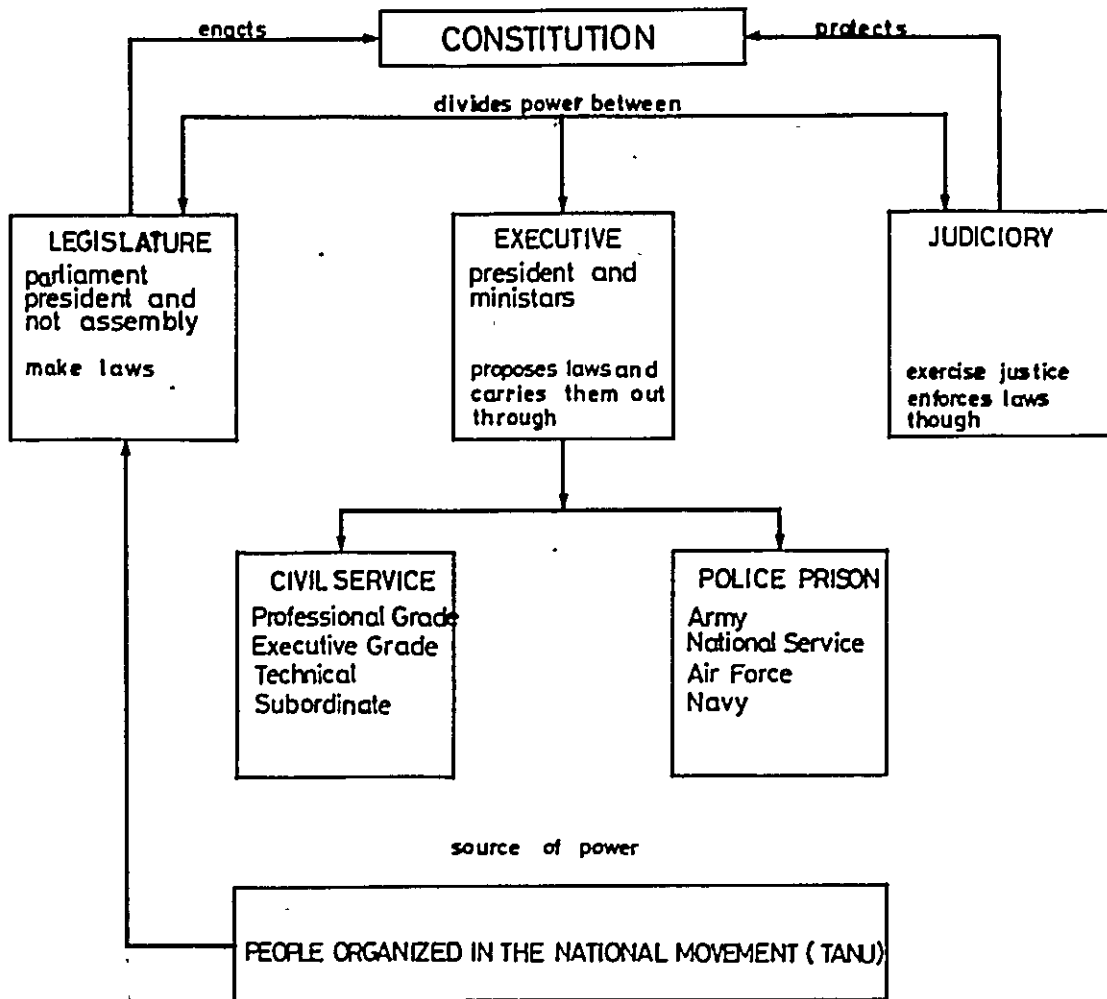 enacts
CONSTITUTION
protects
divides power between
LEGISLATURE
parliament
president and
not assembly
make laws
EXECUTIVE
president and
ministars
proposes laws and
carries them out
through
JUDICIORY
exercise justice
enforces laws
though
CIVIL SERVICE
Professional Grade
Executive Grade
Technical
Subordinate
POLICE PRISON
Army
National Service
Air Force
Navy
source of power
PEOPLE ORGANIZED IN THE NATIONAL MOVEMENT ( TANU)